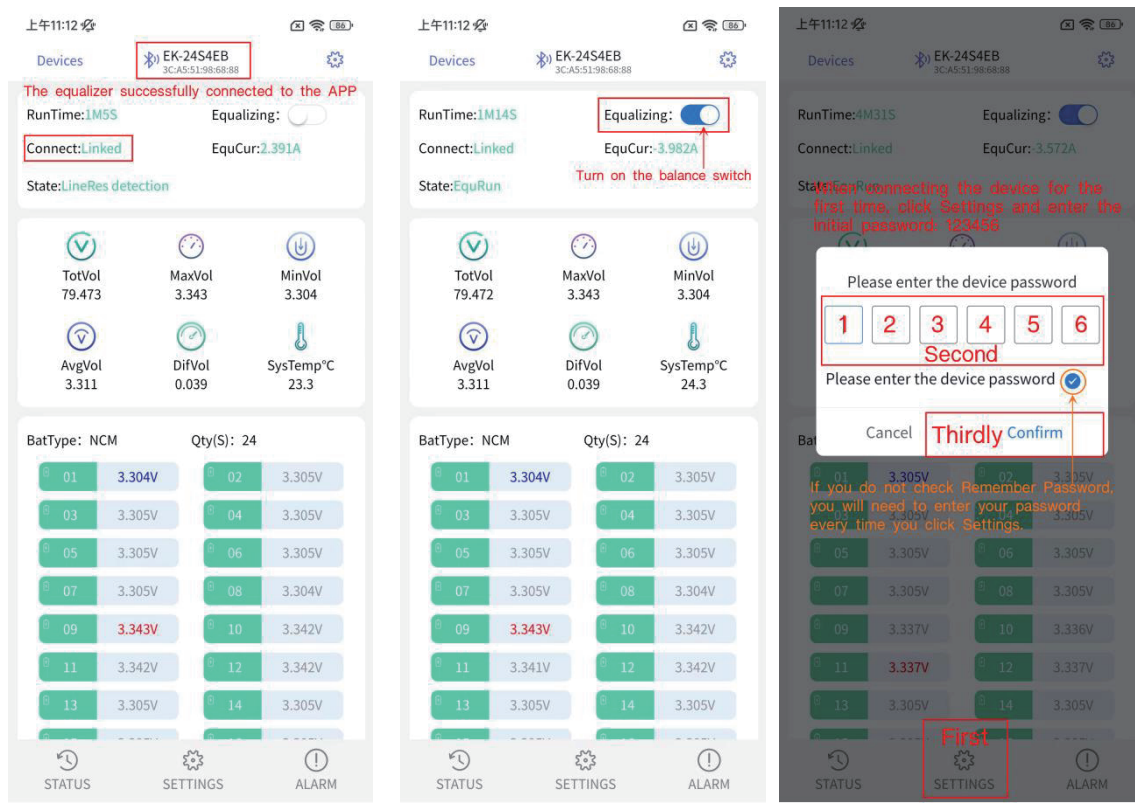 上午11:12
86
Devices
EK-24S4EB
3C:A5:51:98:68:88
The equalizer successfully connected to the APP
RunTime:1M5S
Equalizing:
Connect:Linked
EquCur:2.391A
State:LineRes detection
TotVol
MaxVol
MinVol
79.473
3.343
3.304
AvgVol
DifVol
SysTemp°C
3.311
0.039
23.3
BatType: NCM
Qty(S): 24
01 3.304V
02 3.305V
03 3.305V
04 3.305V
05 3.305V
06 3.305V
07 3.305V
08 3.304V
09 3.343V
10 3.342V
11 3.342V
12 3.342V
13 3.305V
14 3.305V
STATUS
SETTINGS
ALARM
上午11:12
86
Devices
EK-24S4EB
3C:A5:51:98:68:88
RunTime:1M14S
Equalizing:
Connect:Linked
EquCur:-3.982A
Turn on the balance switch
State:EquRun
TotVol
MaxVol
MinVol
79.472
3.343
3.304
AvgVol
DifVol
SysTemp°C
3.311
0.039
24.3
BatType: NCM
Qty(S): 24
01 3.304V
02 3.305V
03 3.305V
04 3.305V
05 3.305V
06 3.305V
07 3.305V
08 3.304V
09 3.343V
10 3.342V
11 3.341V
12 3.342V
13 3.305V
14 3.305V
STATUS
SETTINGS
ALARM
上午11:12
86
Devices
EK-24S4EB
3C:A5:51:98:68:88
RunTime:4M31S
Equalizing:
Connect:Linked
EquCur:-3.572A
State:EquRun
When connecting the device for the
first time, click Settings and enter the
initial password 123456
Please enter the device password
1 2 3 4 5 6
Second
Please enter the device password
Cancel
Thirdly Confirm
Bat
01 3.305V
02 3.305V
If you do not check Remember Password,
you will need to enter your password
every time you click Settings.
03 3.305V
04 3.305V
05 3.305V
06 3.305V
07 3.305V
08 3.305V
09 3.337V
10 3.336V
11 3.337V
12 3.337V
13 3.305V
14 3.305V
First
STATUS
SETTINGS
ALARM